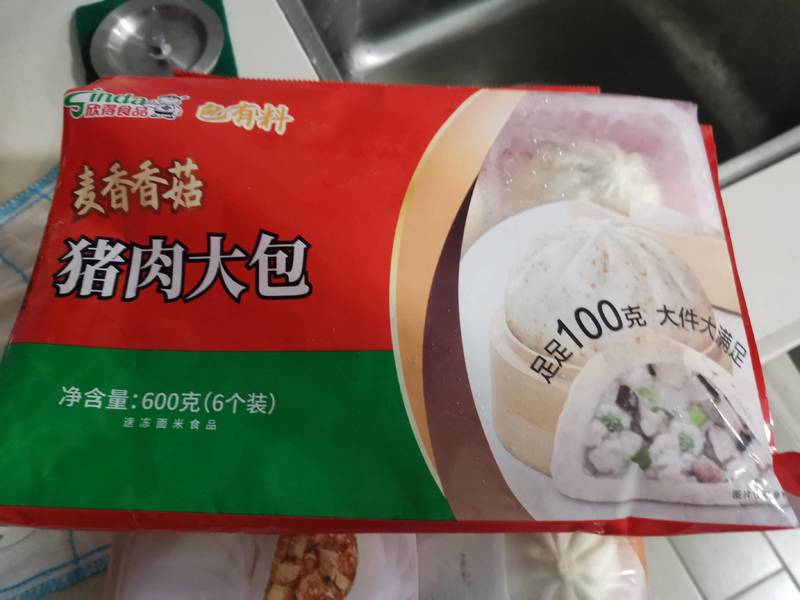 Sinda
欣得食品
包有料
麦香香菇
猪肉大包
足足100克 大件大满足
净含量:600克(6个装)
速冻面米食品
图片